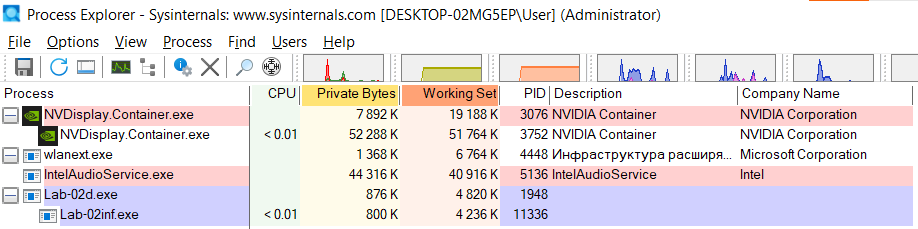 Process Explorer - Sysinternals: www.sysinternals.com [DESKTOP-02MG5EP\User] (Administrator)
File Options View Process Find Users Help
Process CPU Private Bytes Working Set PID Description Company Name
NVDisplay.Container.exe 7 892 K 19 188 K 3076 NVIDIA Container NVIDIA Corporation
NVDisplay.Container.exe < 0.01 52 288 K 51 764 K 3752 NVIDIA Container NVIDIA Corporation
wlanext.exe 1 368 K 6 764 K 4448 Инфраструктура расширя... Microsoft Corporation
IntelAudioService.exe 44 316 K 40 916 K 5136 IntelAudioService Intel
Lab-02d.exe 876 K 4 820 K 1948
Lab-02inf.exe < 0.01 800 K 4 236 K 11336